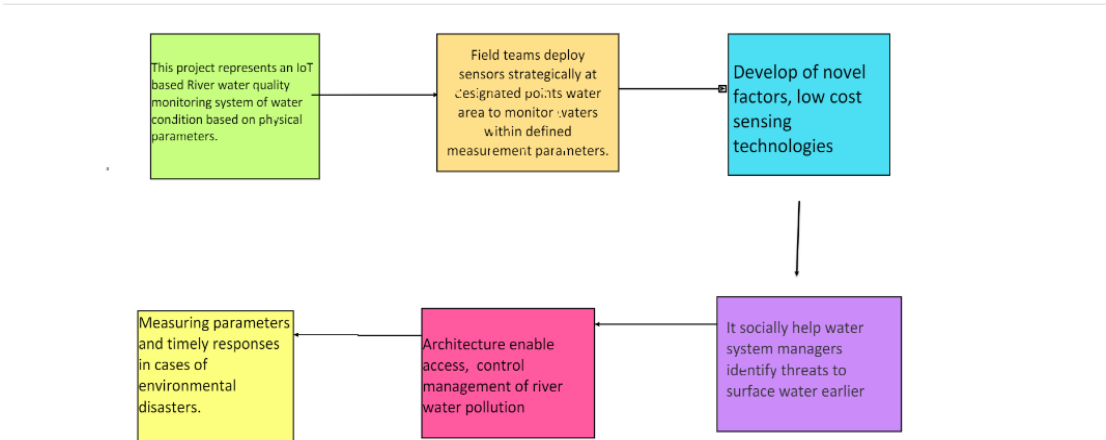 This project represents an IoT
based River water quality
monitoring system of water
condition based on physical
parameters.
Field teams deploy
sensors strategically at
designated points water
area to monitor waters
within defined
measurement parameters.
Develop of novel
factors, low cost
sensing
technologies
It socially help water
system managers
identify threats to
surface water earlier
Architecture enable
access, control
management of river
water pollution
Measuring parameters
and timely responses
in cases of
environmental
disasters.